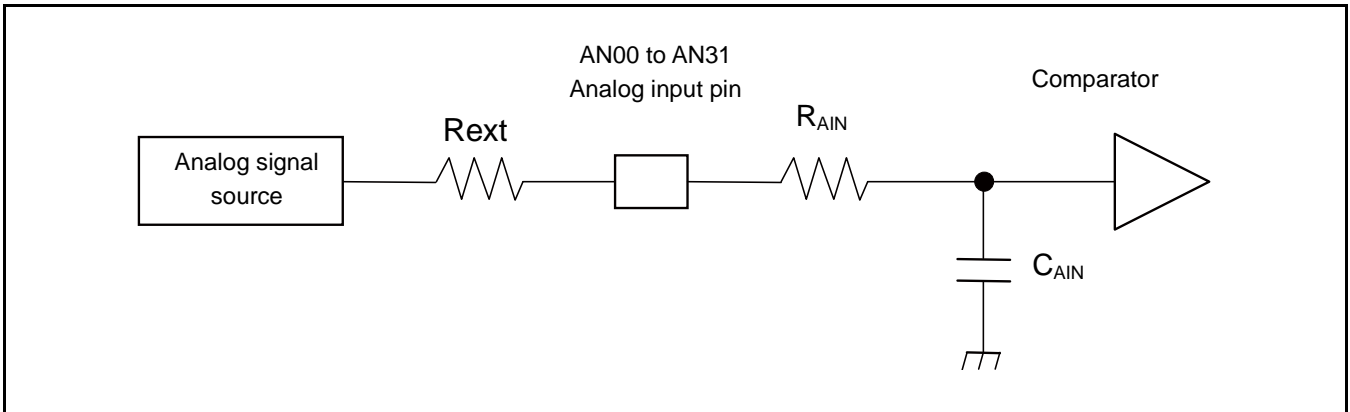 AN00 to AN31
Analog input pin
Comparator
Rext
RAIN
Analog signal
source
CAIN